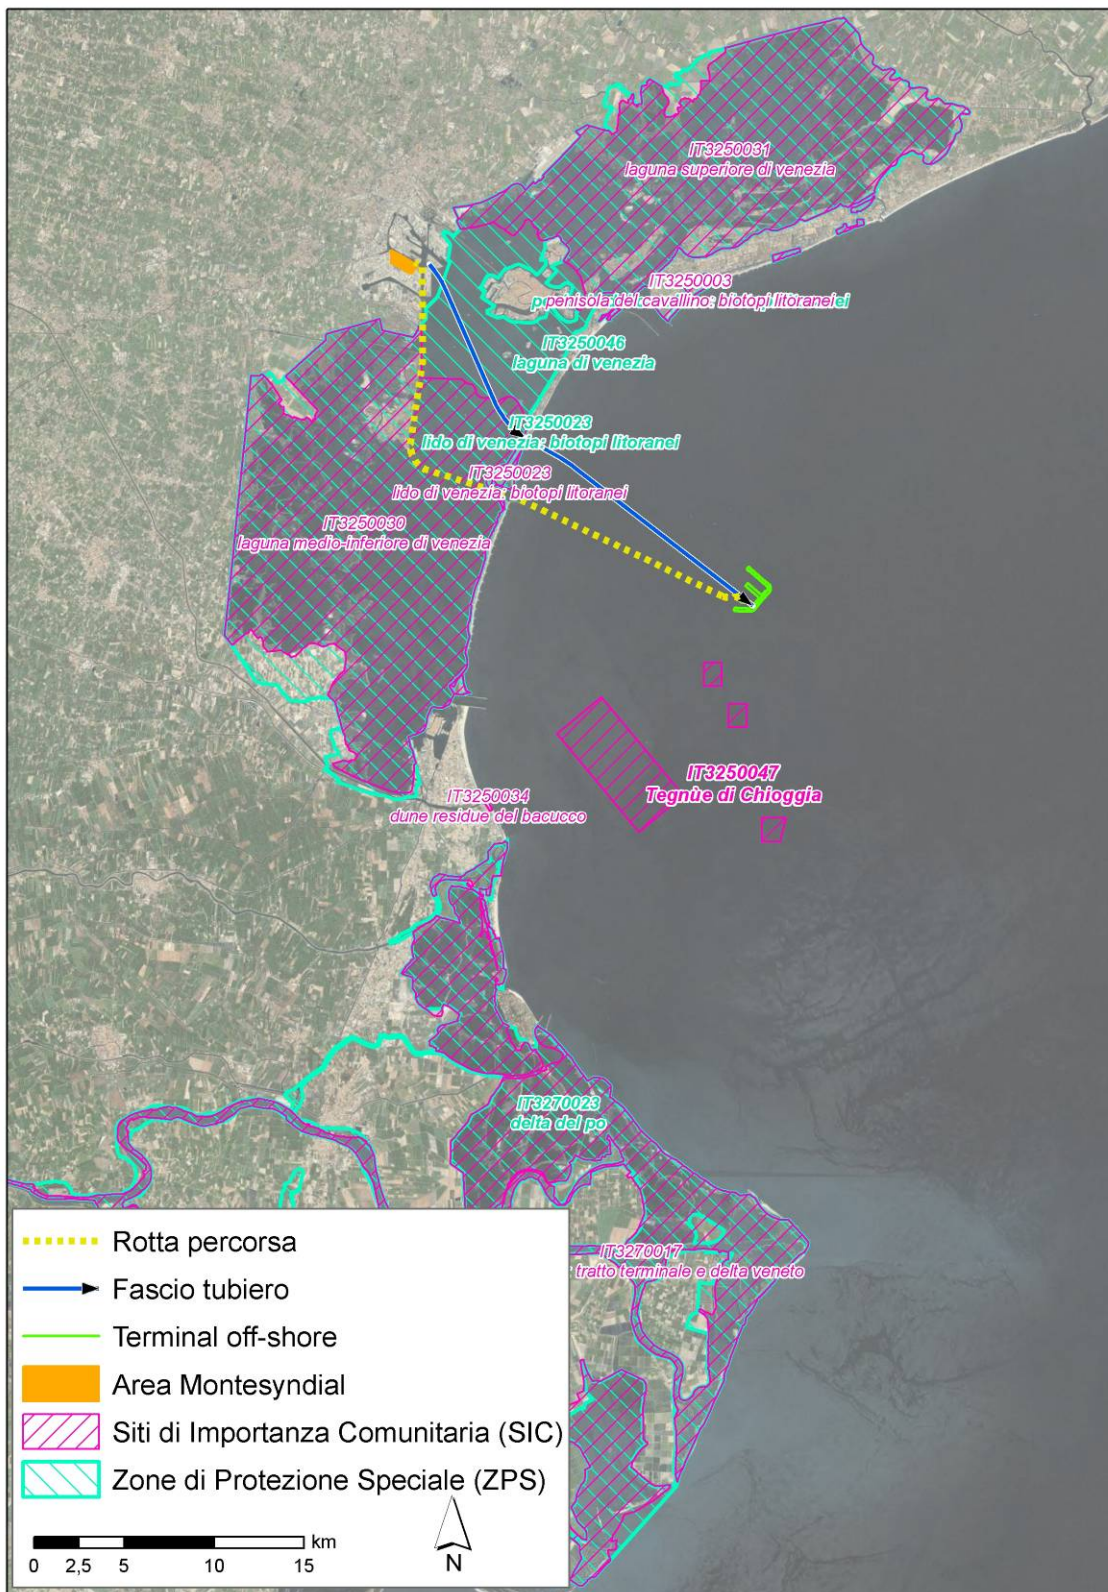 IT3250031
laguna superiore di venezia
IT3250003
penisola del cavallino: biotopi litoranei
IT3250046
laguna di venezia
IT3250023
lido di venezia: biotopi litoranei
IT3250023
lido di venezia: biotopi litoranei
IT3250030
laguna medio-inferiore di venezia
IT3250047
Tegnùe di Chioggia
IT3250034
dune residue del bacucco
IT3270023
delta del po
IT3270017
tratto terminale e delta veneto
Rotta percorsa
Fascio tubiero
Terminal off-shore
Area Montesyndial
Siti di Importanza Comunitaria (SIC)
Zone di Protezione Speciale (ZPS)
km
0 2,5 5 10 15
N